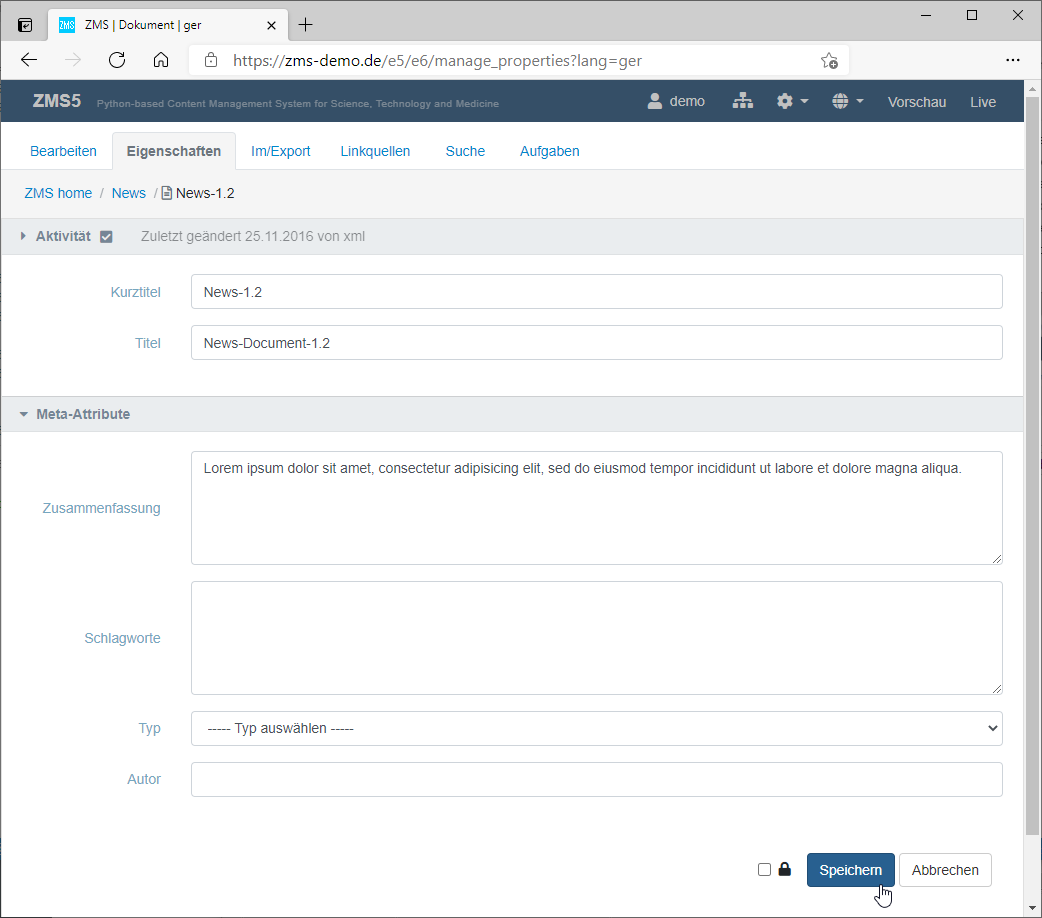 ZMS ZMS | Dokument | ger
https://zms-demo.de/e5/e6/manage_properties?lang=ger
ZMS5 Python-based Content Management System for Science, Technology and Medicine demo Vorschau Live
Bearbeiten Eigenschaften Im/Export Linkquellen Suche Aufgaben
ZMS home / News / News-1.2
Aktivität Zuletzt geändert 25.11.2016 von xml
Kurztitel News-1.2
Titel News-Document-1.2
Meta-Attribute
Zusammenfassung Lorem ipsum dolor sit amet, consectetur adipisicing elit, sed do eiusmod tempor incididunt ut labore et dolore magna aliqua.
Schlagworte
Typ ----- Typ auswählen -----
Autor
Speichern Abbrechen